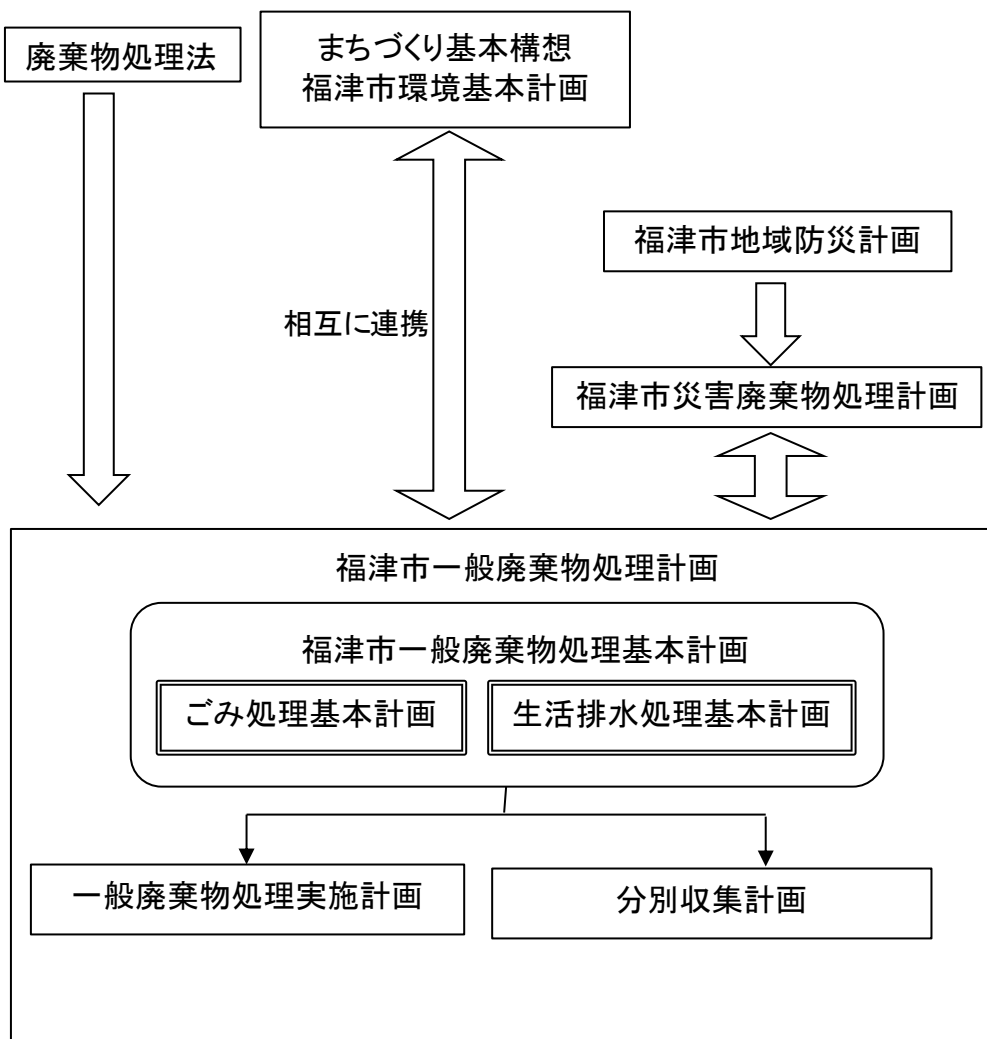 廃棄物処理法
まちづくり基本構想
福津市環境基本計画
福津市地域防災計画
相互に連携
福津市災害廃棄物処理計画
福津市一般廃棄物処理計画
福津市一般廃棄物処理基本計画
ごみ処理基本計画
生活排水処理基本計画
一般廃棄物処理実施計画
分別収集計画